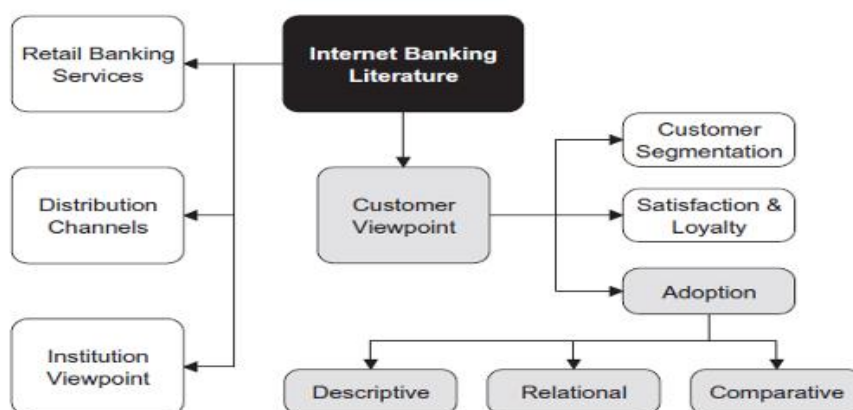 Retail Banking
Services
Internet Banking
Literature
Customer
Segmentation
Distribution
Channels
Customer
Viewpoint
Satisfaction &
Loyalty
Adoption
Institution
Viewpoint
Descriptive
Relational
Comparative